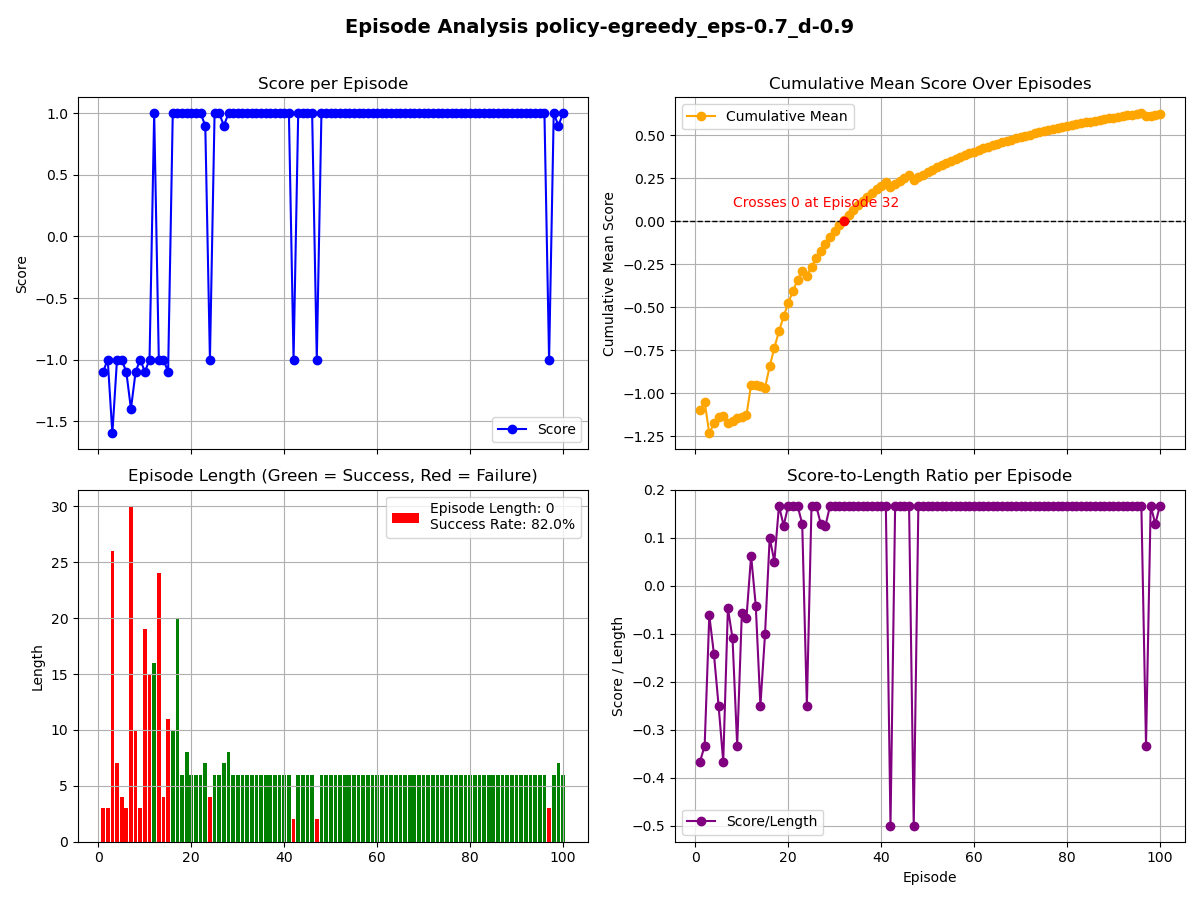 Episode Analysis policy-egreedy_eps-0.7_d-0.9
Score per Episode
1.0
0.5
0.0
−0.5
−1.0
−1.5
Score
Score
Cumulative Mean Score Over Episodes
Cumulative Mean
0.50
0.25
0.00
−0.25
−0.50
−0.75
−1.00
−1.25
Cumulative Mean Score
Crosses 0 at Episode 32
Episode Length (Green = Success, Red = Failure)
Episode Length: 0
Success Rate: 82.0%
30
25
20
15
10
5
0
Length
0 20 40 60 80 100
Score-to-Length Ratio per Episode
0.2
0.1
0.0
−0.1
−0.2
−0.3
−0.4
−0.5
Score / Length
Score/Length
0 20 40 60 80 100
Episode